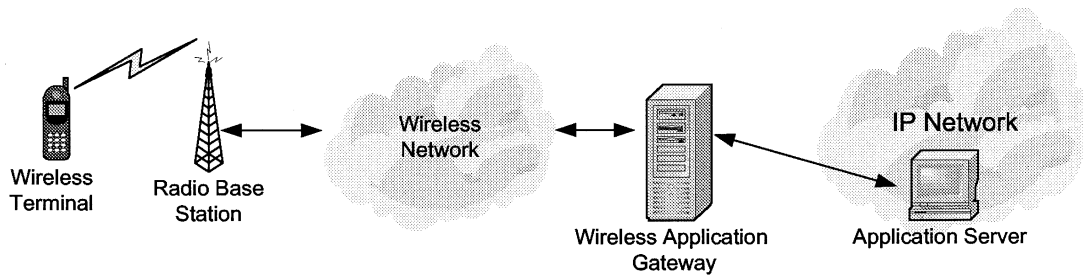 Wireless
Terminal
Radio Base
Station
Wireless
Network
Wireless Application
Gateway
IP Network
Application Server